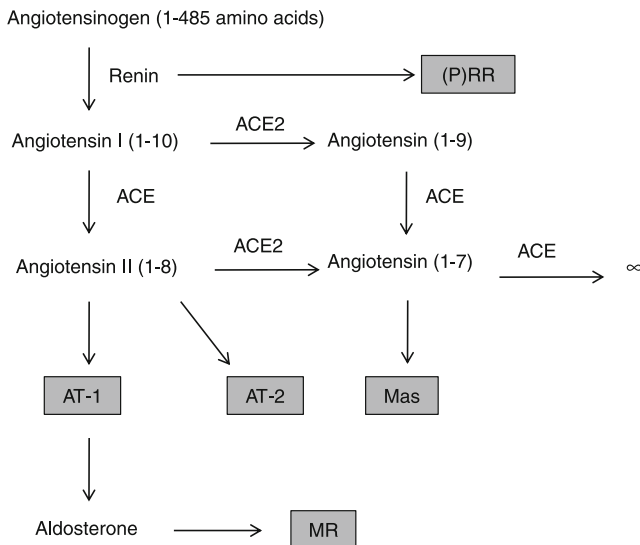 Angiotensinogen (1-485 amino acids)
Renin
(P)RR
ACE2
Angiotensin I (1-10)
Angiotensin (1-9)
ACE
ACE
ACE2
ACE
Angiotensin II (1-8)
Angiotensin (1-7)
∞
AT-1
AT-2
Mas
Aldosterone
MR